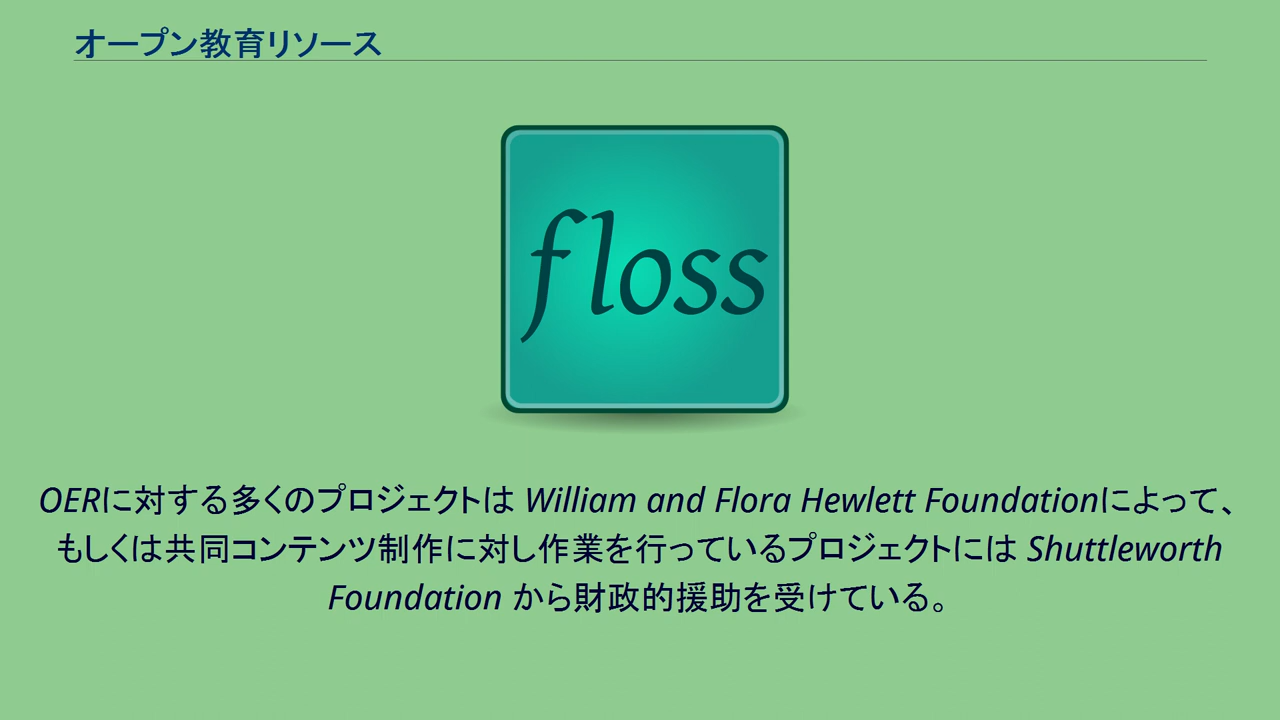 オープン教育リソース
floss
OERに対する多くのプロジェクトは William and Flora Hewlett Foundationによって、
もしくは共同コンテンツ制作に対し作業を行っているプロジェクトには Shuttleworth
Foundation から財政的援助を受けている。